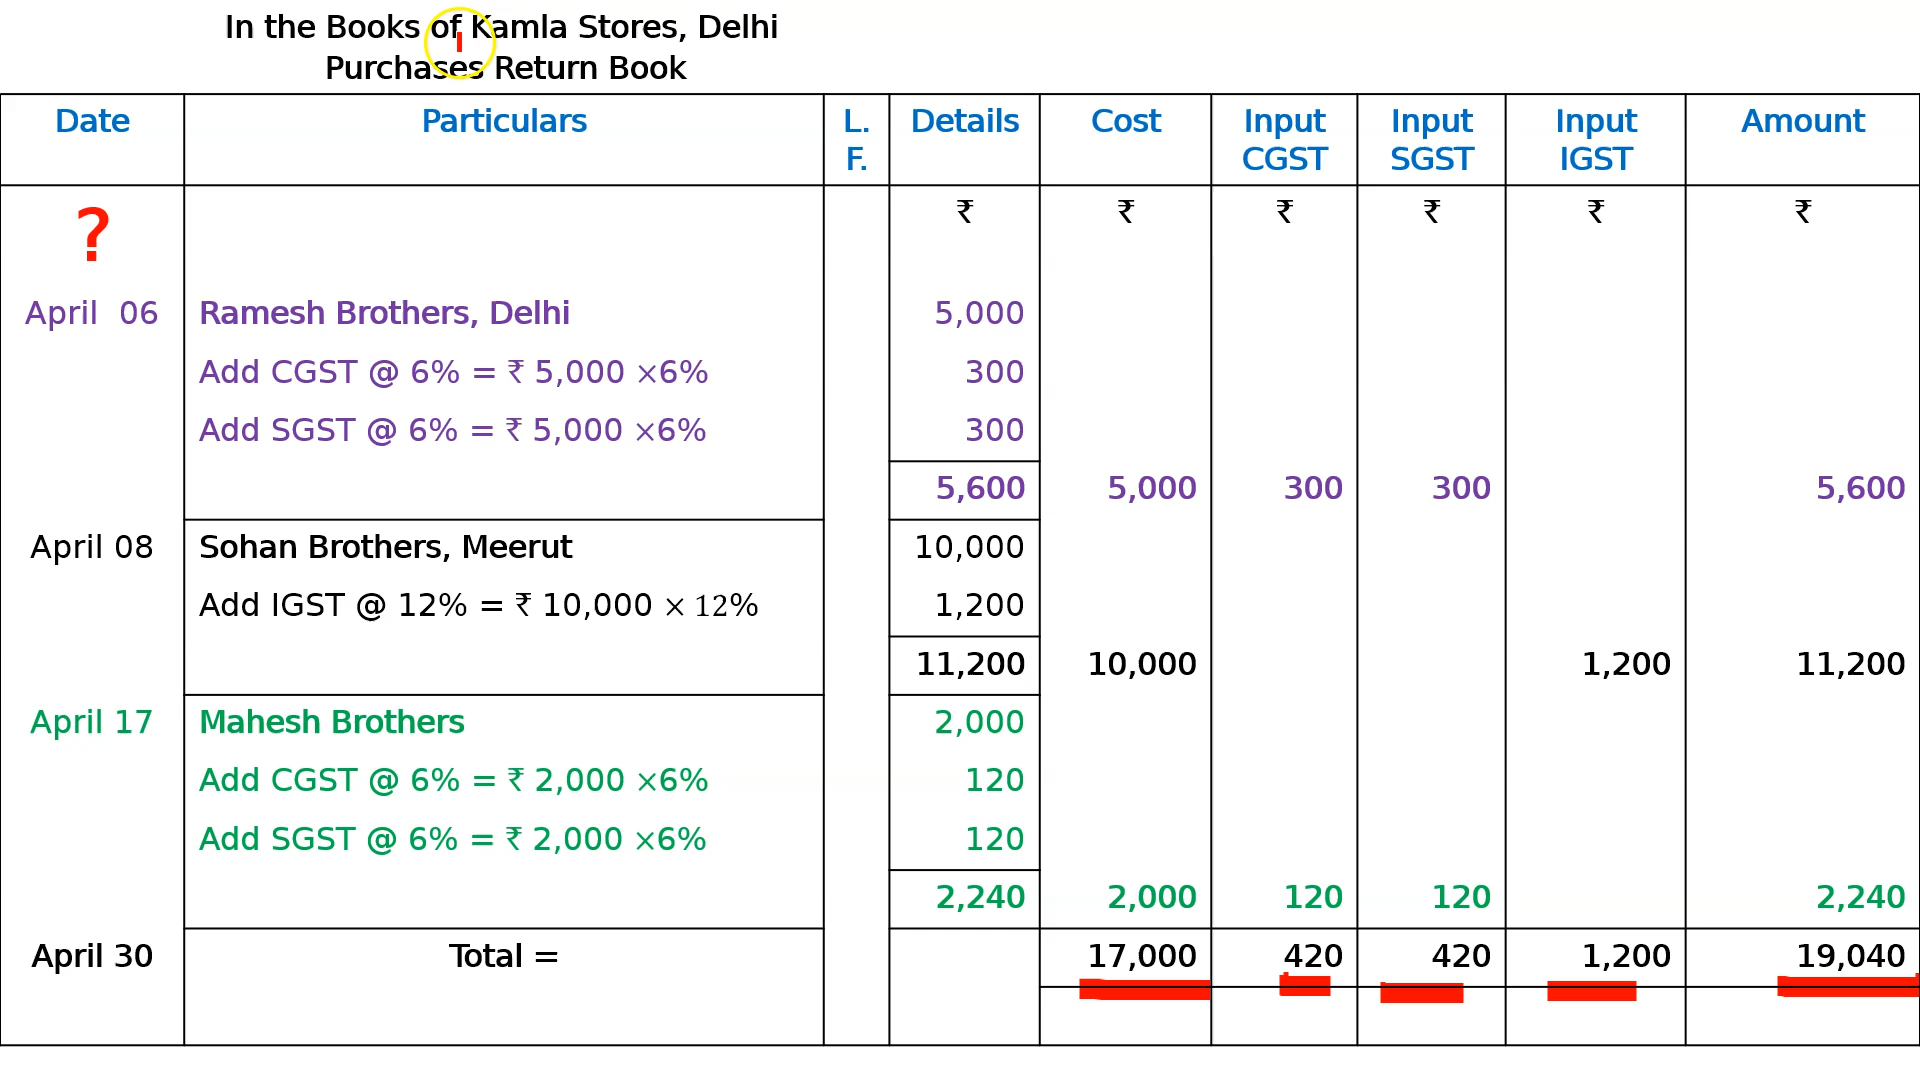 In the Books of Kamla Stores, Delhi
Purchases Return Book
Date Particulars L. F. Details Cost Input CGST Input SGST Input IGST Amount
? ₹ ₹ ₹ ₹ ₹ ₹
April 06 Ramesh Brothers, Delhi 5,000
Add CGST @ 6% = ₹ 5,000 ×6% 300
Add SGST @ 6% = ₹ 5,000 ×6% 300
5,600 5,000 300 300 5,600
April 08 Sohan Brothers, Meerut 10,000
Add IGST @ 12% = ₹ 10,000 × 12% 1,200
11,200 10,000 1,200 11,200
April 17 Mahesh Brothers 2,000
Add CGST @ 6% = ₹ 2,000 ×6% 120
Add SGST @ 6% = ₹ 2,000 ×6% 120
2,240 2,000 120 120 2,240
April 30 Total = 17,000 420 420 1,200 19,040